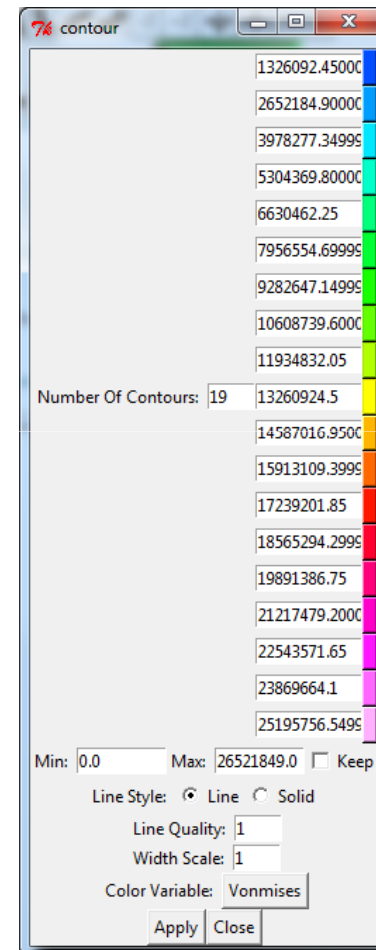 7% contour
1326092.45000
2652184.90000
3978277.34999
5304369.80000
6630462.25
7956554.69999
9282647.14999
10608739.6000
11934832.05
Number Of Contours: 19 13260924.5
14587016.9500
15913109.3999
17239201.85
18565294.2999
19891386.75
21217479.2000
22543571.65
23869664.1
25195756.5499
Min: 0.0 Max: 26521849.0 Keep
Line Style: Line Solid
Line Quality: 1
Width Scale: 1
Color Variable: Vonmises
Apply Close